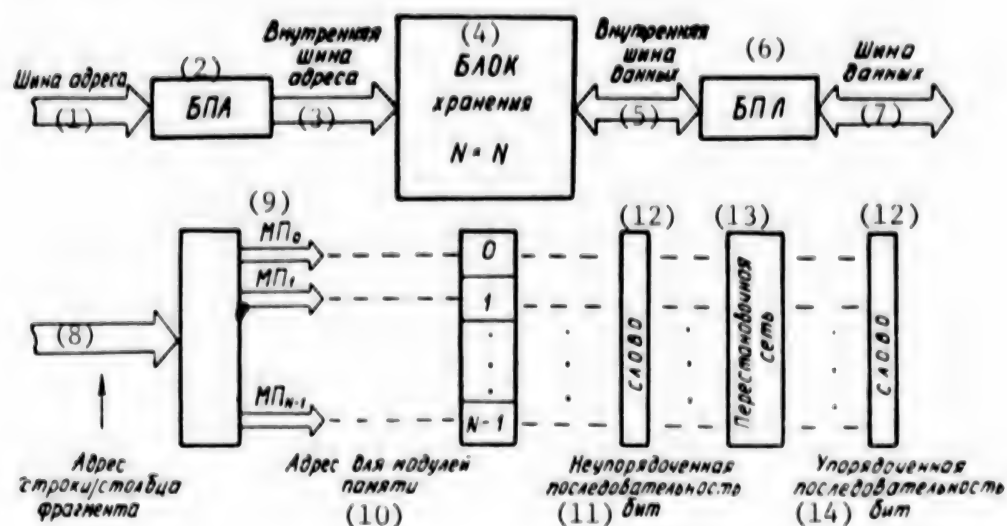 Шина адреса
(1)
(2)
БПА
Внутренняя
шина
адреса
(3)
(4)
БЛОК
хранения
N = N
Внутренняя
шина
данных
(5)
(6)
БПЛ
Шина
данных
(7)
(8)
Адрес
строки/столбца
фрагмента
(9)
МП₀
МП₁
МПN-1
Адрес для модулей
памяти
(10)
0
1
N-1
(12)
СЛОВО
Неупорядоченная
последовательность
(11) бит
(13)
Перестановочная
сеть
(12)
СЛОВО
Упорядоченная
последовательность
(14) бит